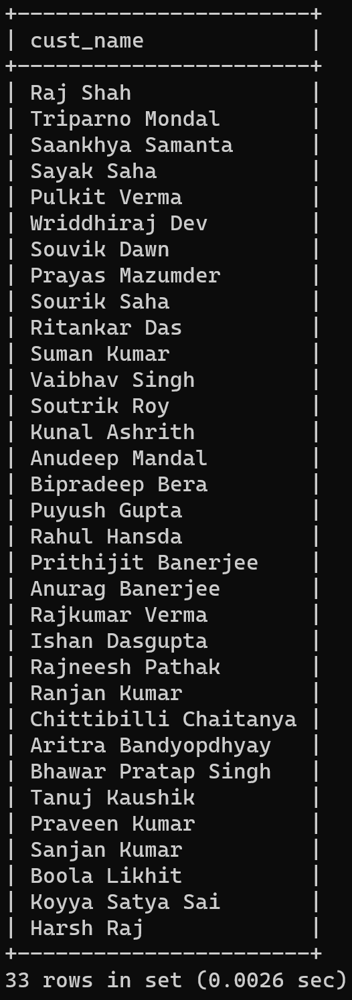 +-----------------------+
| cust_name             |
+-----------------------+
| Raj Shah              |
| Triparno Mondal       |
| Saankhya Samanta      |
| Sayak Saha            |
| Pulkit Verma          |
| Wriddhiraj Dev        |
| Souvik Dawn           |
| Prayas Mazumder       |
| Sourik Saha           |
| Ritankar Das          |
| Suman Kumar           |
| Vaibhav Singh         |
| Soutrik Roy           |
| Kunal Ashrith         |
| Anudeep Mandal        |
| Bipradeep Bera        |
| Puyush Gupta          |
| Rahul Hansda          |
| Prithijit Banerjee    |
| Anurag Banerjee       |
| Rajkumar Verma        |
| Ishan Dasgupta        |
| Rajneesh Pathak       |
| Ranjan Kumar          |
| Chittibilli Chaitanya |
| Aritra Bandyopdhyay   |
| Bhawar Pratap Singh   |
| Tanuj Kaushik         |
| Praveen Kumar         |
| Sanjan Kumar          |
| Boola Likhit          |
| Koyya Satya Sai       |
| Harsh Raj             |
+-----------------------+
33 rows in set (0.0026 sec)